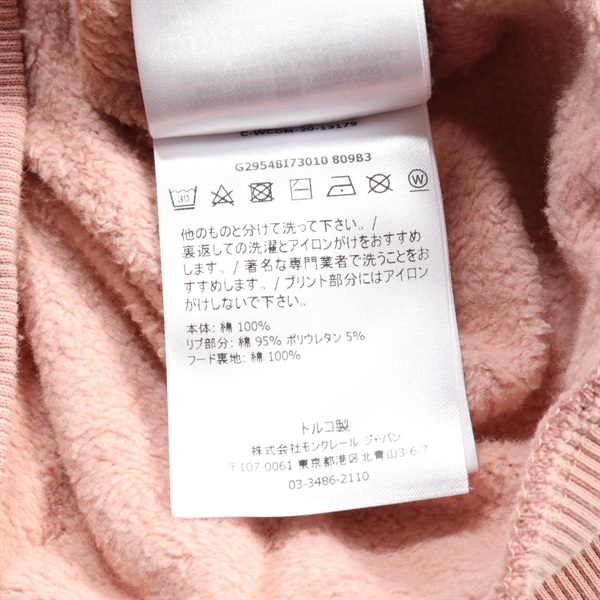 C-WCOM-20-13179
G29548I73010 809B3
30
W
他のものと分けて洗って下さい。/
裏返しての洗濯とアイロンがけをおすすめ
します。/ 著名な専門業者で洗うことをお
すすめします。/ プリント部分にはアイロン
がけしないで下さい。
本体: 綿 100%
リブ部分: 綿 95% ポリウレタン 5%
フード裏地: 綿 100%
トルコ製
株式会社モンクレール ジャパン
〒107-0061 東京都港区北青山3-6-7
03-3486-2110